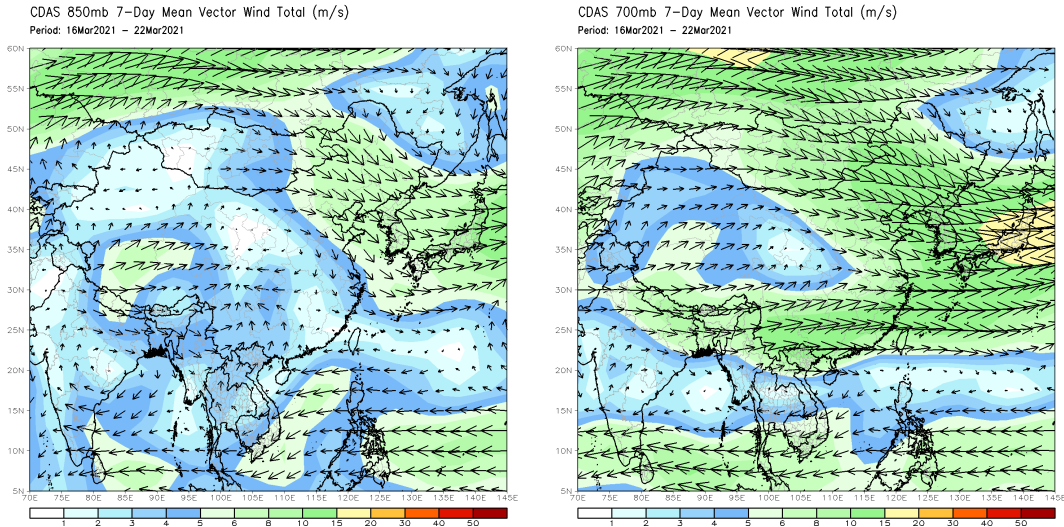 CDAS 850mb 7-Day Mean Vector Wind Total (m/s)
Period: 16Mar2021 - 22Mar2021
60N
55N
50N
45N
40N
35N
30N
25N
20N
15N
10N
5N
70E 75E 80E 85E 90E 95E 100E 105E 110E 115E 120E 125E 130E 135E 140E 145E
1 2 3 4 5 6 8 10 15 20 30 40 50
CDAS 700mb 7-Day Mean Vector Wind Total (m/s)
Period: 16Mar2021 - 22Mar2021
60N
55N
50N
45N
40N
35N
30N
25N
20N
15N
10N
5N
70E 75E 80E 85E 90E 95E 100E 105E 110E 115E 120E 125E 130E 135E 140E 145E
1 2 3 4 5 6 8 10 15 20 30 40 50